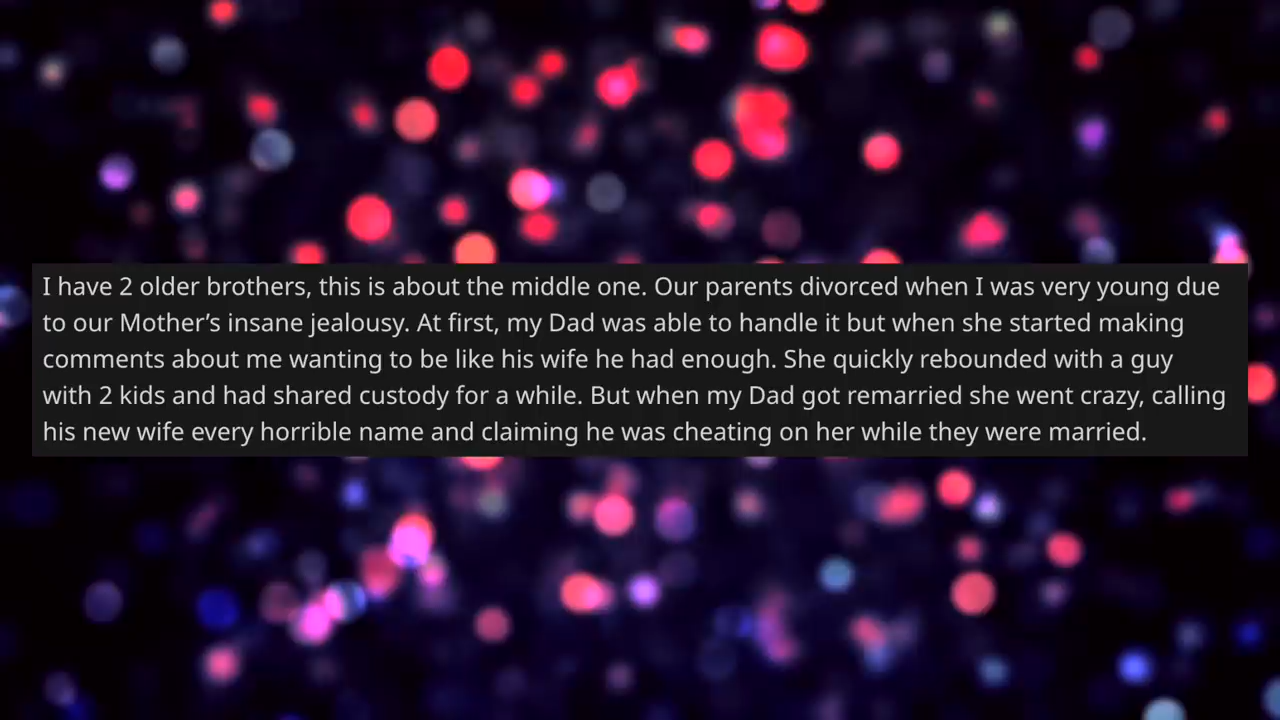 I have 2 older brothers, this is about the middle one. Our parents divorced when I was very young due
to our Mother’s insane jealousy. At first, my Dad was able to handle it but when she started making
comments about me wanting to be like his wife he had enough. She quickly rebounded with a guy
with 2 kids and had shared custody for a while. But when my Dad got remarried she went crazy, calling
his new wife every horrible name and claiming he was cheating on her while they were married.